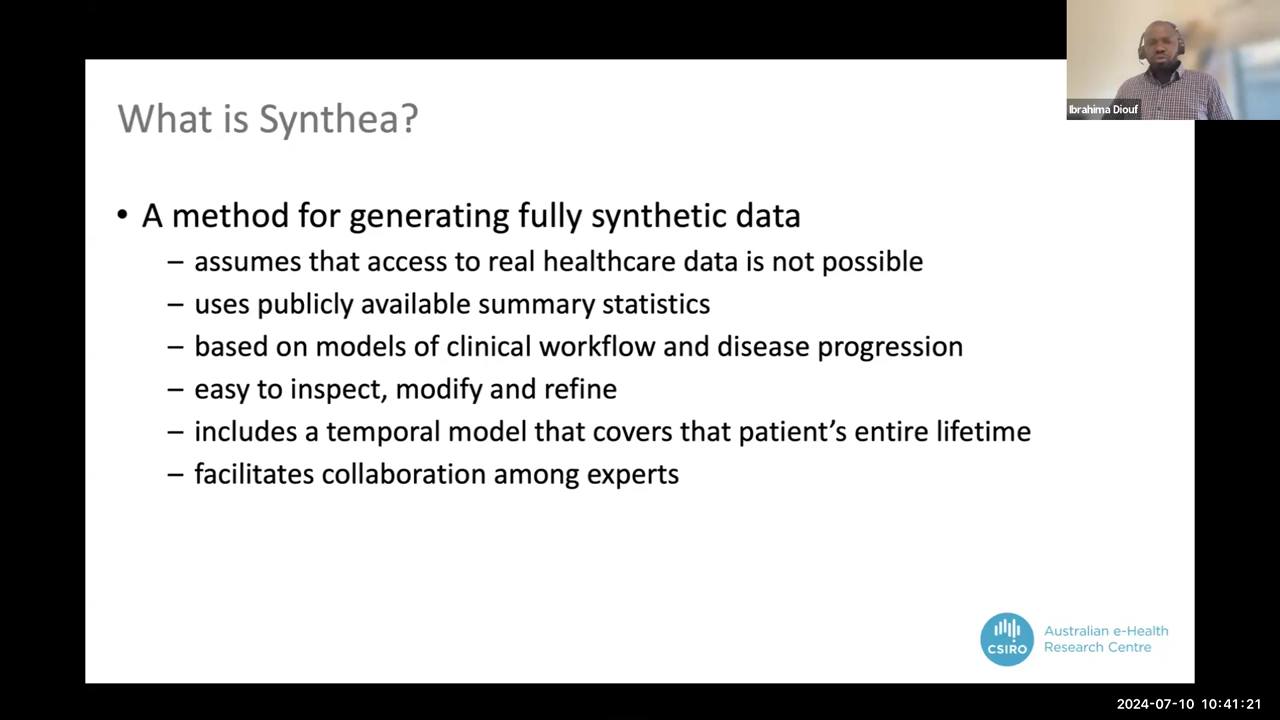 Ibrahima Diouf
What is Synthea?
• A method for generating fully synthetic data
– assumes that access to real healthcare data is not possible
– uses publicly available summary statistics
– based on models of clinical workflow and disease progression
– easy to inspect, modify and refine
– includes a temporal model that covers that patient’s entire lifetime
– facilitates collaboration among experts
CSIRO
Australian e-Health
Research Centre
2024-07-10 10:41:21